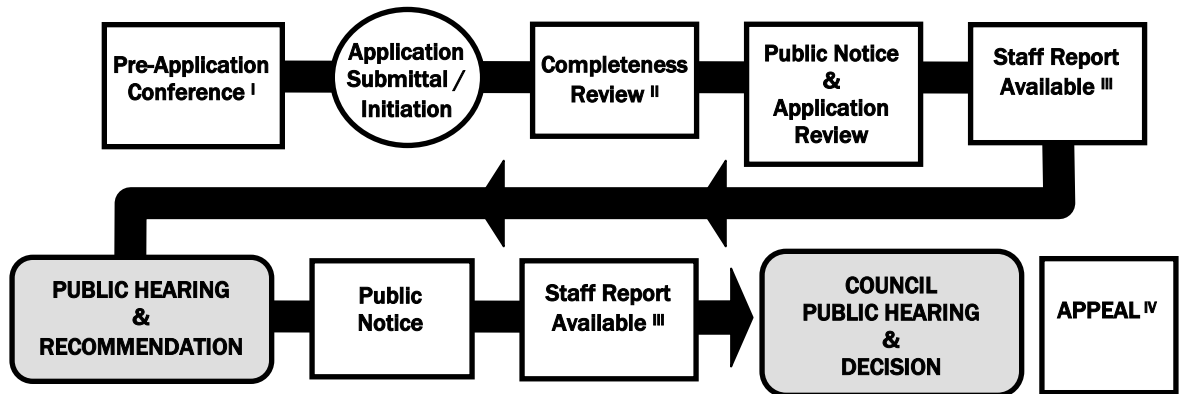 Pre-Application
Conference I
Application
Submittal /
Initiation
Completeness
Review II
Public Notice
&
Application
Review
Staff Report
Available III
PUBLIC HEARING
&
RECOMMENDATION
Public
Notice
Staff Report
Available III
COUNCIL
PUBLIC HEARING
&
DECISION
APPEAL IV